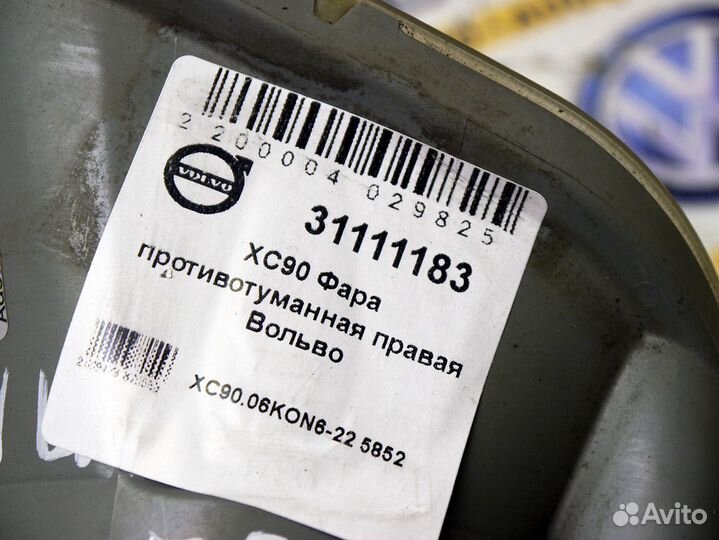 2 200004 029825
VOLVO
31111183
XC90 Фара
противотуманная правая
Вольво
XC90.06KON6-22 5852
Avito